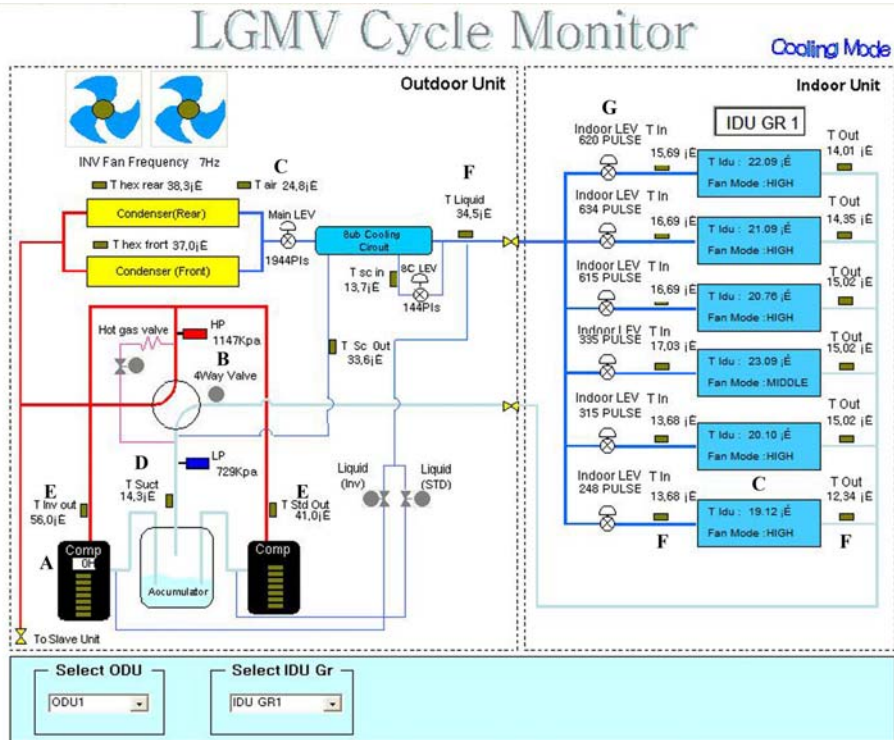 LGMV Cycle Monitor
Cooling Mode
Outdoor Unit
INV Fan Frequency 7Hz
C
T hex rear 38,3¡É
T air 24,8¡É
Condenser(Rear)
T hex front 37,0¡É
Condenser (Front)
Main LEV
1944Pls
Sub Cooling
Circuit
F
T Liquid
34,5¡É
T sc in
13,7¡É
SC LEV
144Pls
T Sc Out
33,6¡É
Hot gas valve
HP
1147Kpa
B
4Way Valve
D
LP
729Kpa
T Suct
14,3¡É
E
T Inv out
56,0¡É
E
T Std Out
41,0¡É
Liquid
(Inv)
Liquid
(STD)
A
Comp
0H
Accumulator
Comp
To Slave Unit
Indoor Unit
IDU GR 1
G
Indoor LEV
620 PULSE
T In
15,69 ¡É
T Idu : 22.09 ¡É
Fan Mode :HIGH
T Out
14,01 ¡É
Indoor LEV
634 PULSE
T In
16,69 ¡É
T Idu : 21.09 ¡É
Fan Mode :HIGH
T Out
14,35 ¡É
Indoor LEV
615 PULSE
T In
16,69 ¡É
T Idu : 20.76 ¡É
Fan Mode :HIGH
T Out
15,02 ¡É
Indoor LEV
335 PULSE
T In
17,03 ¡É
T Idu : 23.09 ¡É
Fan Mode :MIDDLE
T Out
15,02 ¡É
Indoor LEV
315 PULSE
T In
13,68 ¡É
T Idu : 20.10 ¡É
Fan Mode :HIGH
T Out
15,02 ¡É
Indoor LEV
248 PULSE
T In
13,68 ¡É
C
T Idu : 19.12 ¡É
Fan Mode :HIGH
T Out
12,34 ¡É
F
F
Select ODU
ODU1
Select IDU Gr
IDU GR1